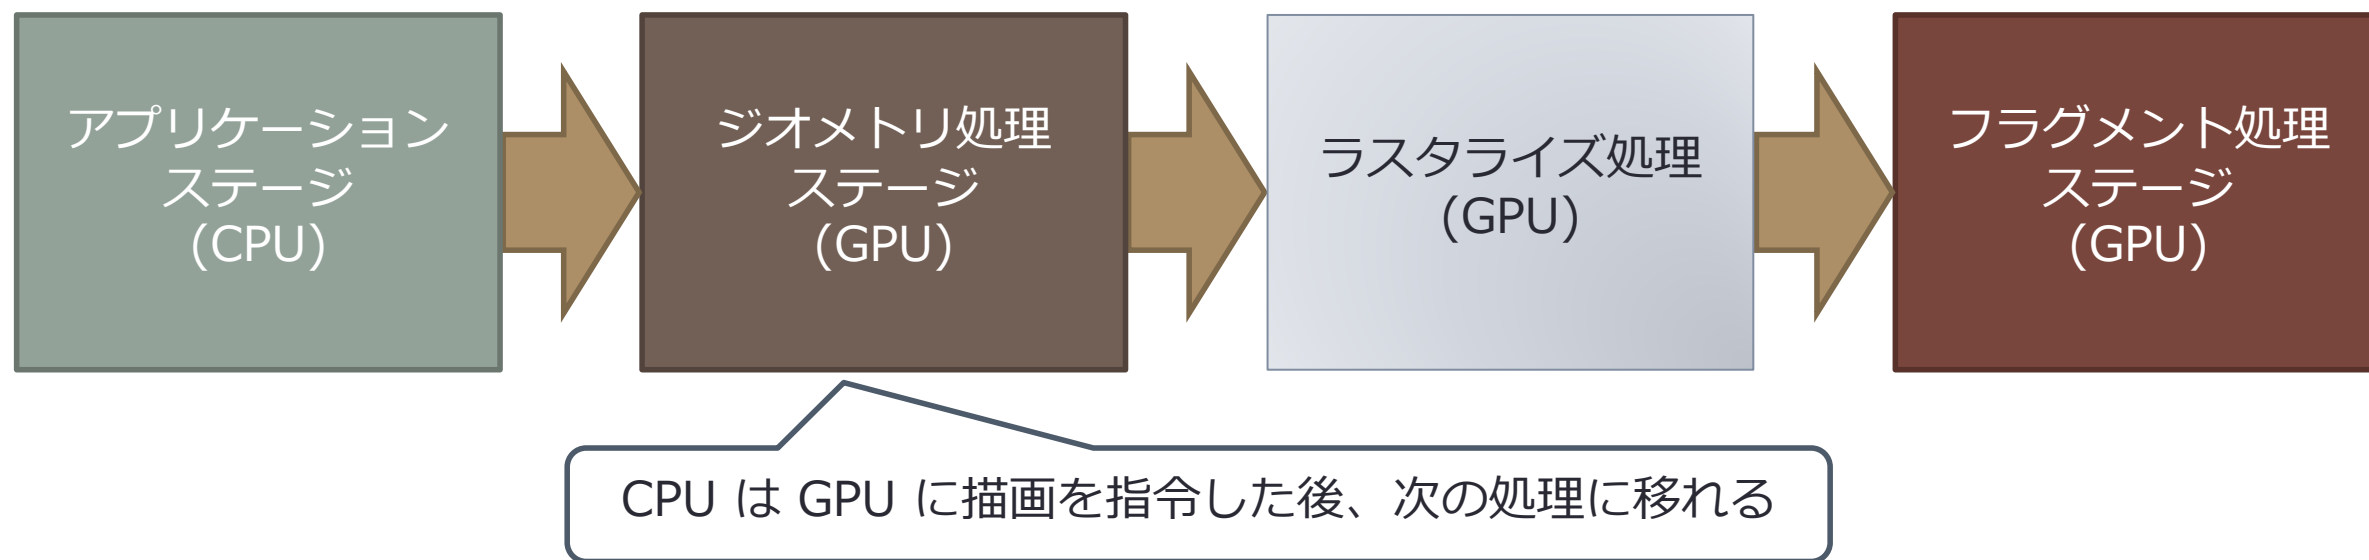 アプリケーション
ステージ
(CPU)
ジオメトリ処理
ステージ
(GPU)
ラスタライズ処理
(GPU)
フラグメント処理
ステージ
(GPU)
CPU は GPU に描画を指令した後、次の処理に移れる